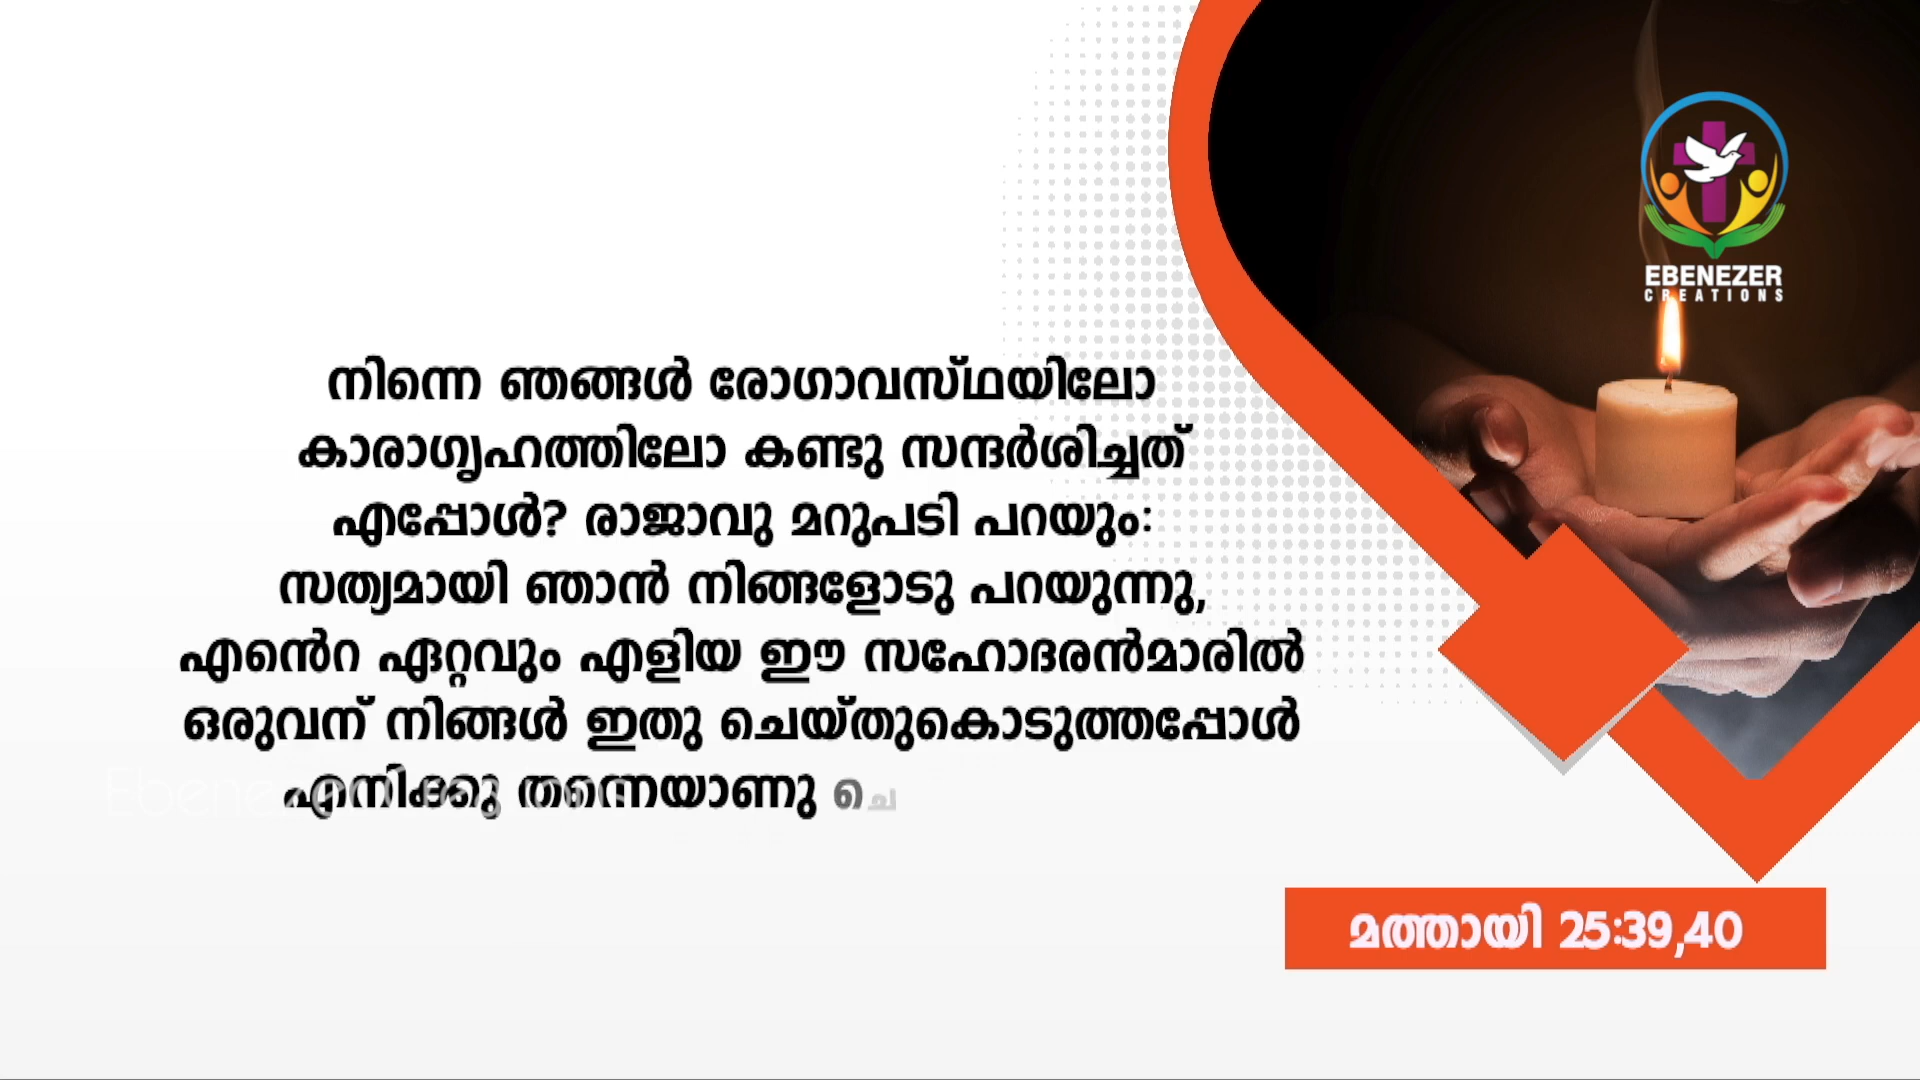 EBENEZER
CREATIONS
നിന്നെ ഞങ്ങൾ രോഗാവസ്ഥയിലോ
കാരാഗൃഹത്തിലോ കണ്ടു സന്ദർശിച്ചത്
എപ്പോൾ? രാജാവു മറുപടി പറയും:
സത്യമായി ഞാൻ നിങ്ങളോടു പറയുന്നു,
എന്റെ ഏറ്റവും എളിയ ഈ സഹോദരൻമാരിൽ
ഒരുവന് നിങ്ങൾ ഇതു ചെയ്തുകൊടുത്തപ്പോൾ
എനിക്കു തന്നെയാണു ചെ
മത്തായി 25:39,40